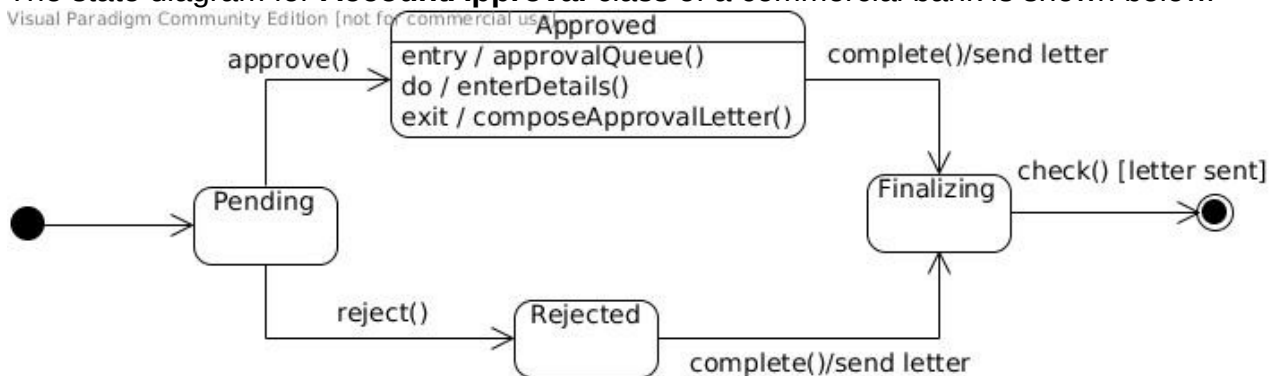 The state diagram for AccountApproval class of a commercial bank is shown below.
Visual Paradigm Community Edition [not for commercial use]
Approved
approve()
entry / approvalQueue()
do / enterDetails()
exit / composeApprovalLetter()
complete()/send letter
check() [letter sent]
Pending
Finalizing
reject()
Rejected
complete()/send letter